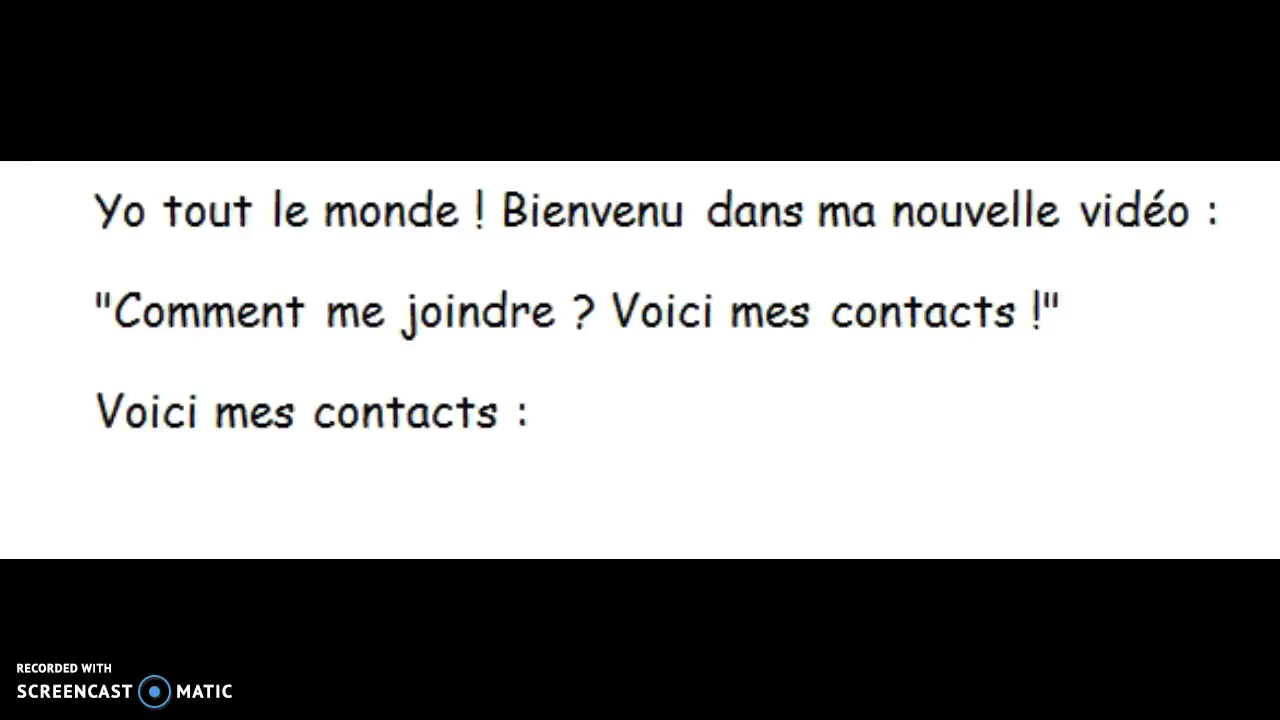 Yo tout le monde ! Bienvenu dans ma nouvelle vidéo :
"Comment me joindre ? Voici mes contacts !"
Voici mes contacts :
RECORDED WITH
SCREENCAST MATIC